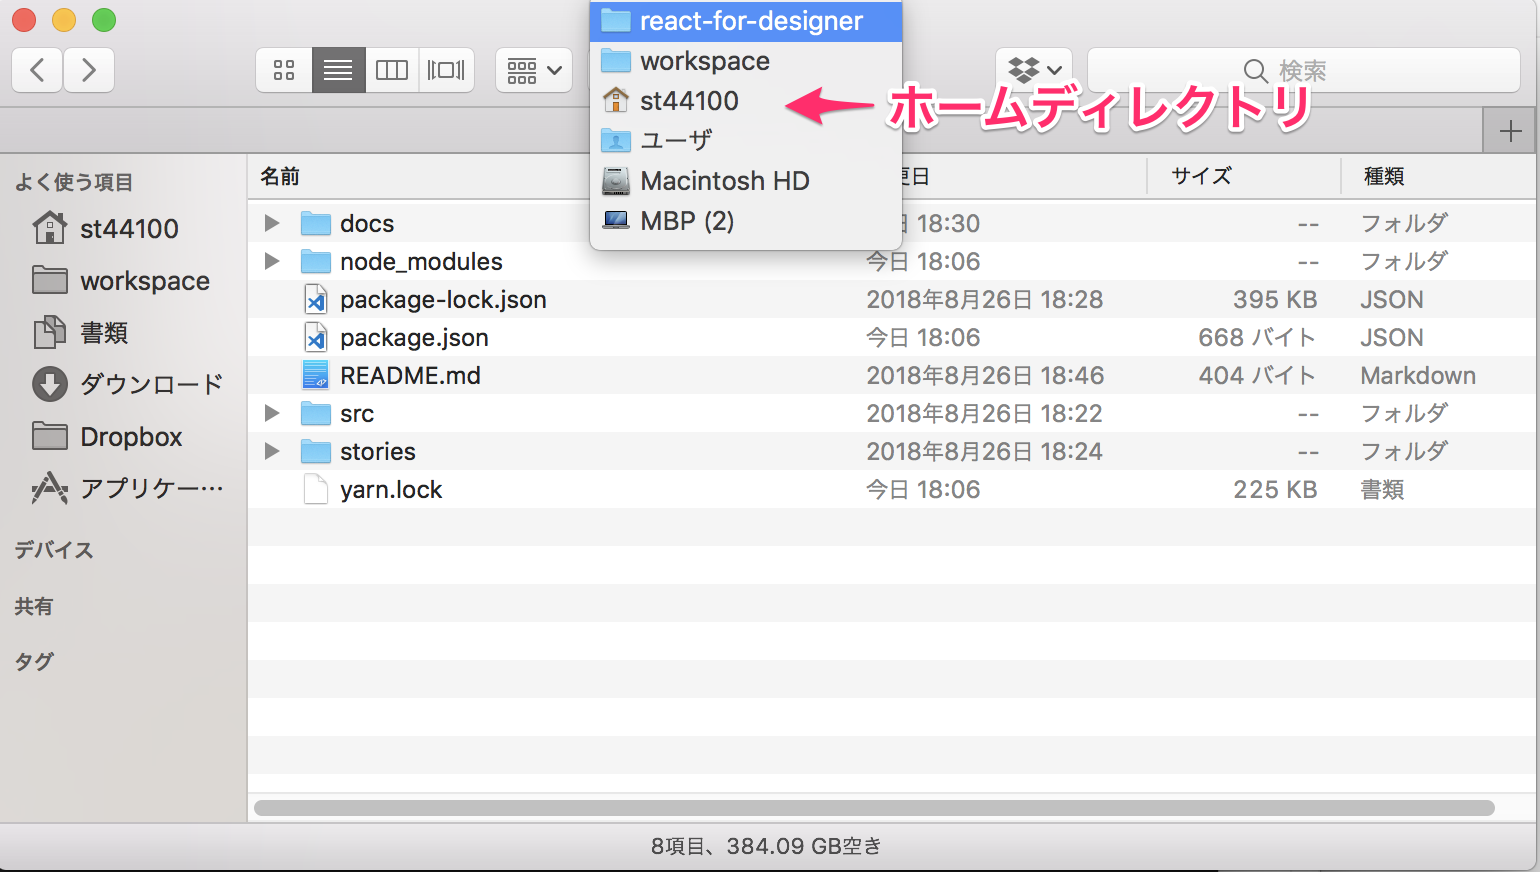 react-for-designer
workspace
st44100
ホームディレクトリ
ユーザ
Macintosh HD
MBP (2)
検索
よく使う項目
st44100
workspace
書類
ダウンロード
Dropbox
アプリケー…
デバイス
共有
タグ
名前 更日 サイズ 種類
docs 日 18:30 -- フォルダ
node_modules 今日 18:06 -- フォルダ
package-lock.json 2018年8月26日 18:28 395 KB JSON
package.json 今日 18:06 668 バイト JSON
README.md 2018年8月26日 18:46 404 バイト Markdown
src 2018年8月26日 18:22 -- フォルダ
stories 2018年8月26日 18:24 -- フォルダ
yarn.lock 今日 18:06 225 KB 書類
8項目、384.09 GB空き